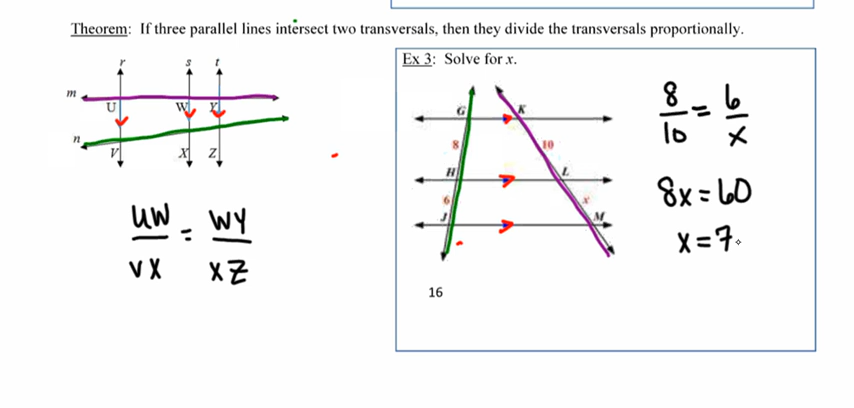 Theorem: If three parallel lines intersect two transversals, then they divide the transversals proportionally.
Ex 3: Solve for x.
r s t
m
U W Y
n
V X Z
UW/VX = WY/XZ
G K
8 10
H L
6 x
J M
8/10 = 6/x
8x = 60
x = 7.
16